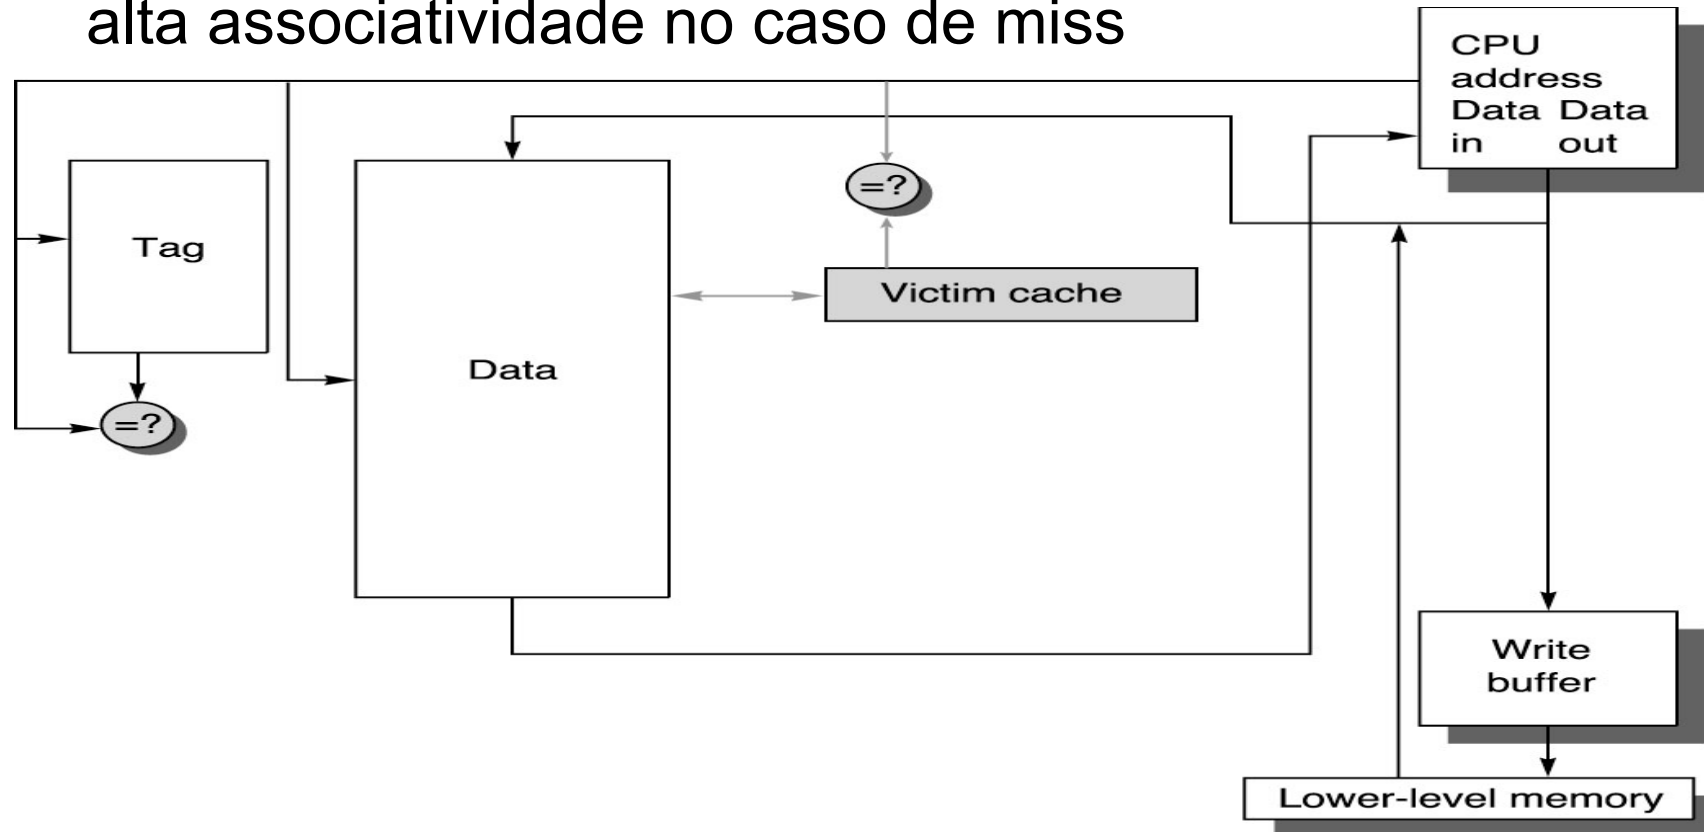 alta associatividade no caso de miss
CPU
address
Data Data
in out
=?
Tag
Victim cache
Data
=?
Write
buffer
Lower-level memory